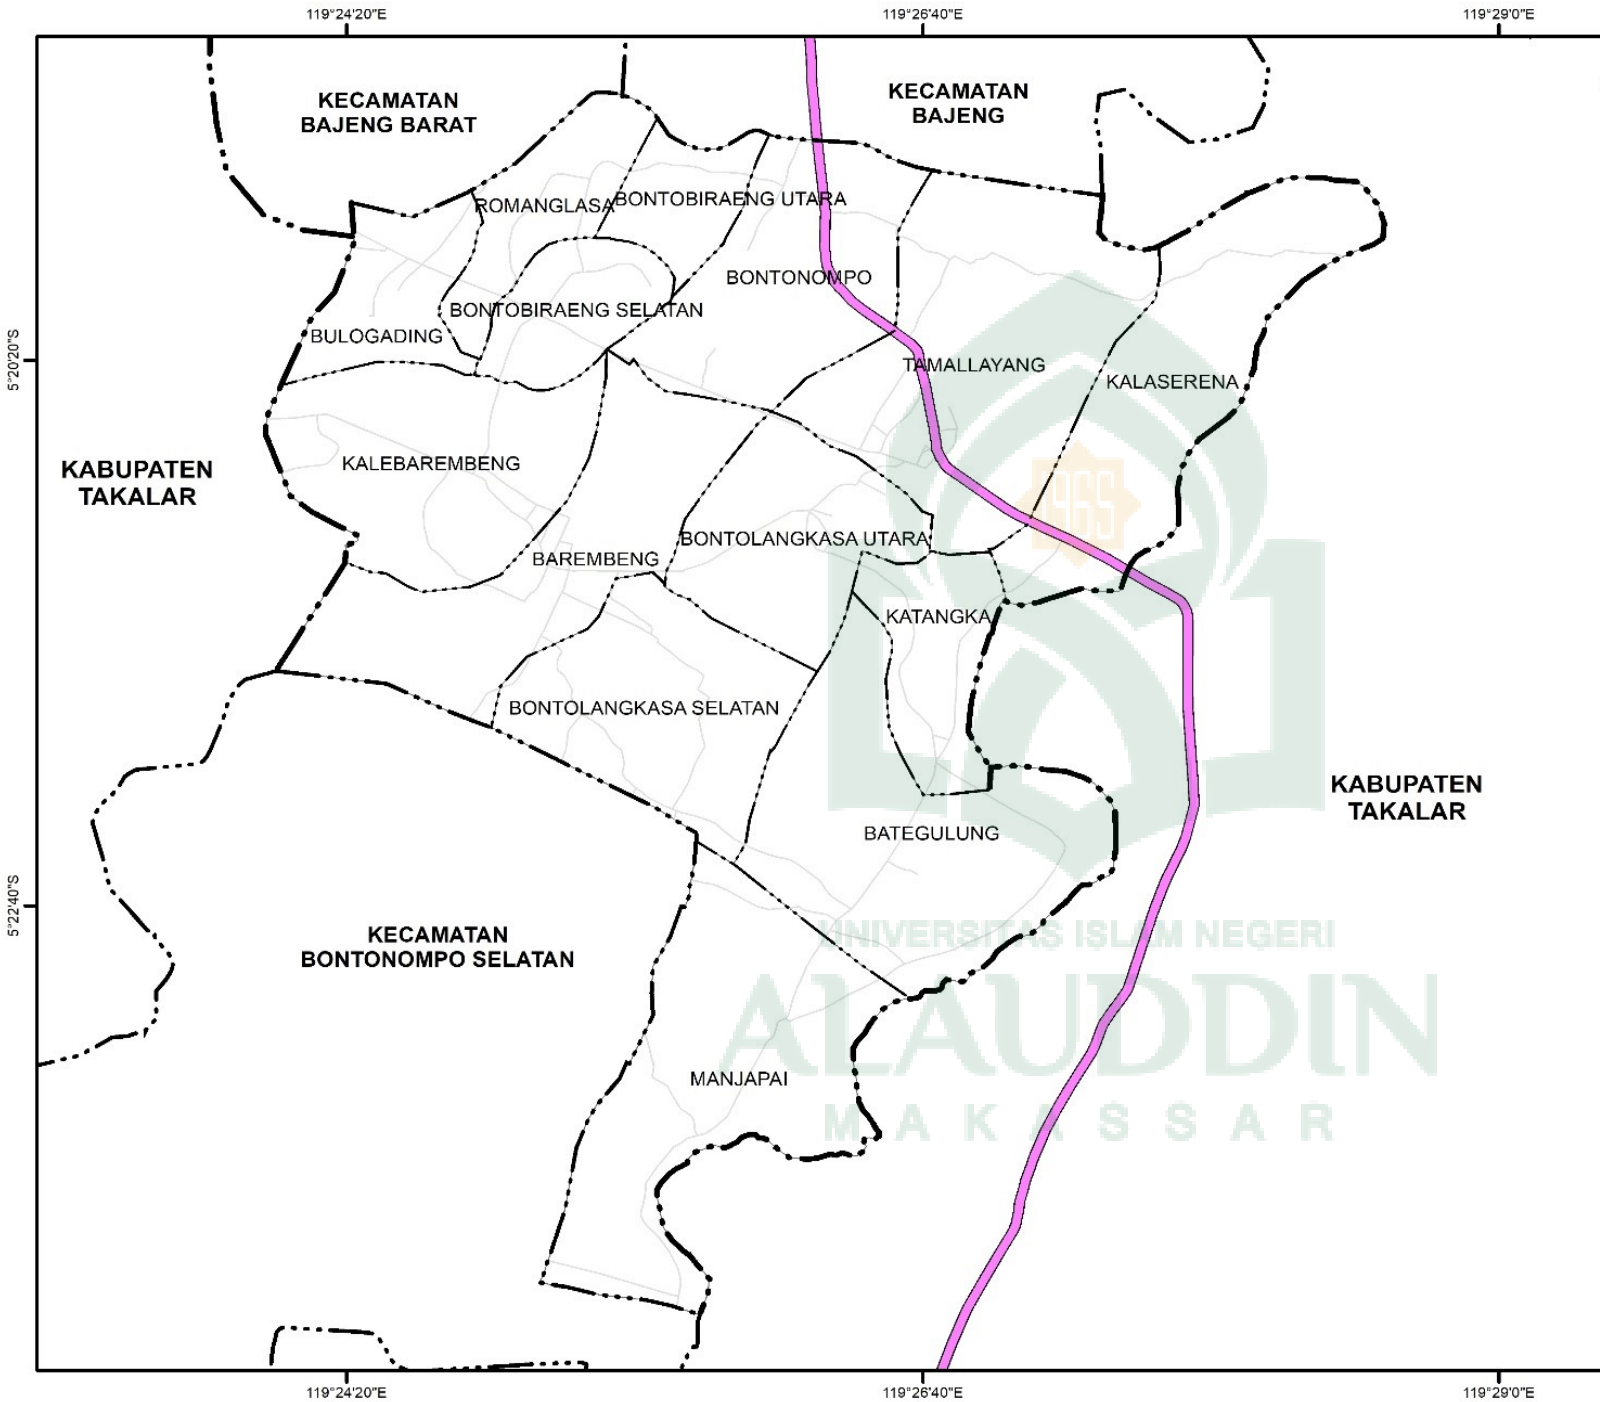 119°24'20"E
119°26'40"E
119°29'0"E
KECAMATAN
BAJENG BARAT
KECAMATAN
BAJENG
ROMANGLASA
BONTOBIRAENG UTARA
BONTONOMPO
BONTOBIRAENG SELATAN
BULOGADING
5°20'20"S
TAMALLAYANG
KALASERENA
KALEBAREMBENG
KABUPATEN
TAKALAR
1965
BONTOLANGKASA UTARA
BAREMBENG
KATANGKA
BONTOLANGKASA SELATAN
KABUPATEN
TAKALAR
BATEGULUNG
5°22'40"S
KECAMATAN
BONTONOMPO SELATAN
UNIVERSITAS ISLAM NEGERI
ALAUDDIN
MAKASSAR
MANJAPAI
119°24'20"E
119°26'40"E
119°29'0"E